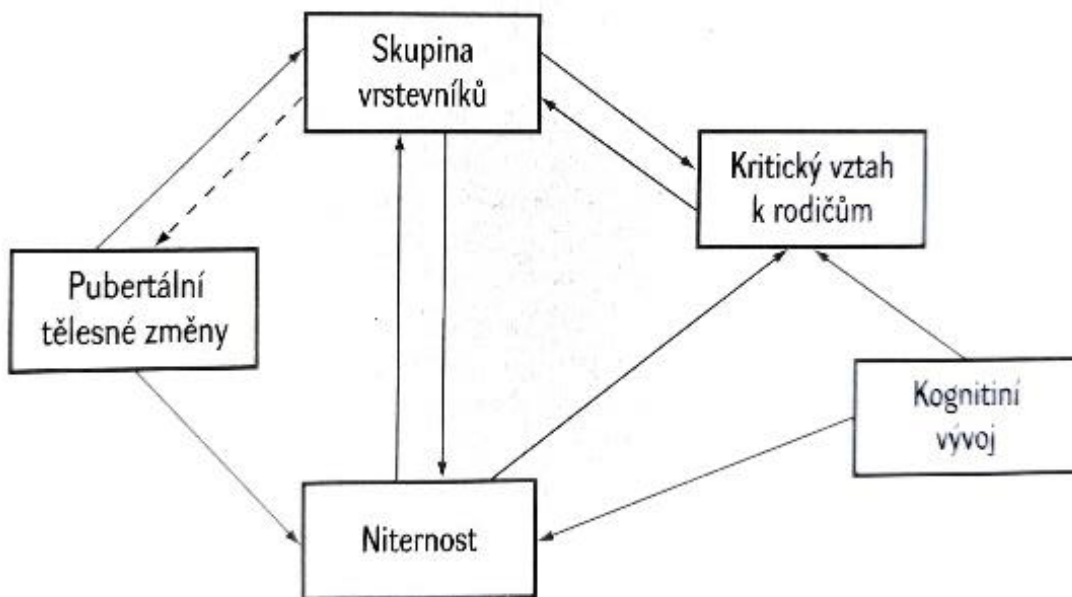 Skupina
vrstevníků
Kritický vztah
k rodičům
Pubertální
tělesné změny
Kognitiní
vývoj
Niternost